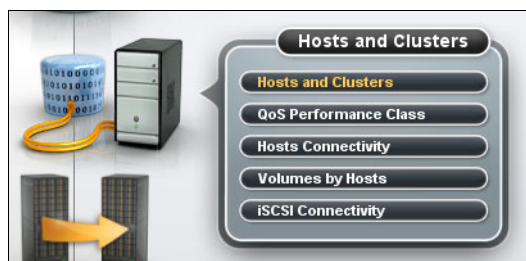 Hosts and Clusters
Hosts and Clusters
QoS Performance Class
Hosts Connectivity
Volumes by Hosts
iSCSI Connectivity